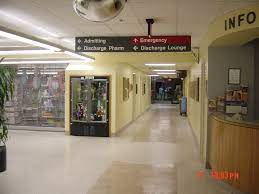 INFO
Admitting
Emergency
Discharge Pharm
Discharge Lounge